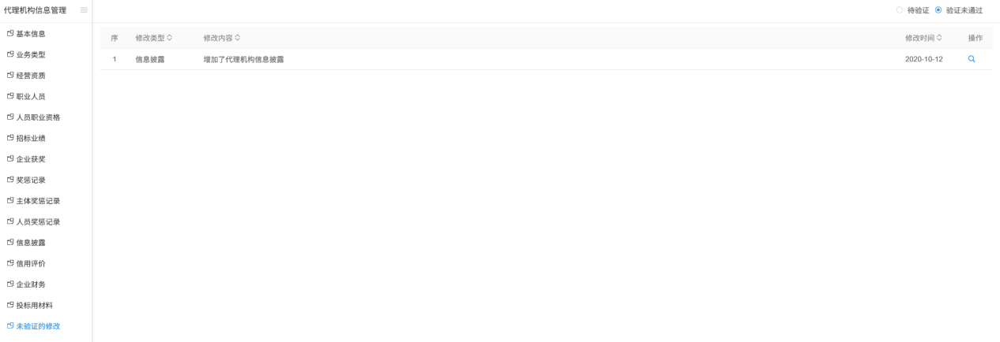 代理机构信息管理
待验证 验证未通过
基本信息
业务类型
经营资质
职业人员
人员职业资格
招标业绩
企业获奖
奖惩记录
主体奖惩记录
人员奖惩记录
信息披露
信用评价
企业财务
投标用材料
未验证的修改
序 修改类型 修改内容 修改时间 操作
1 信息披露 增加了代理机构信息披露 2020-10-12